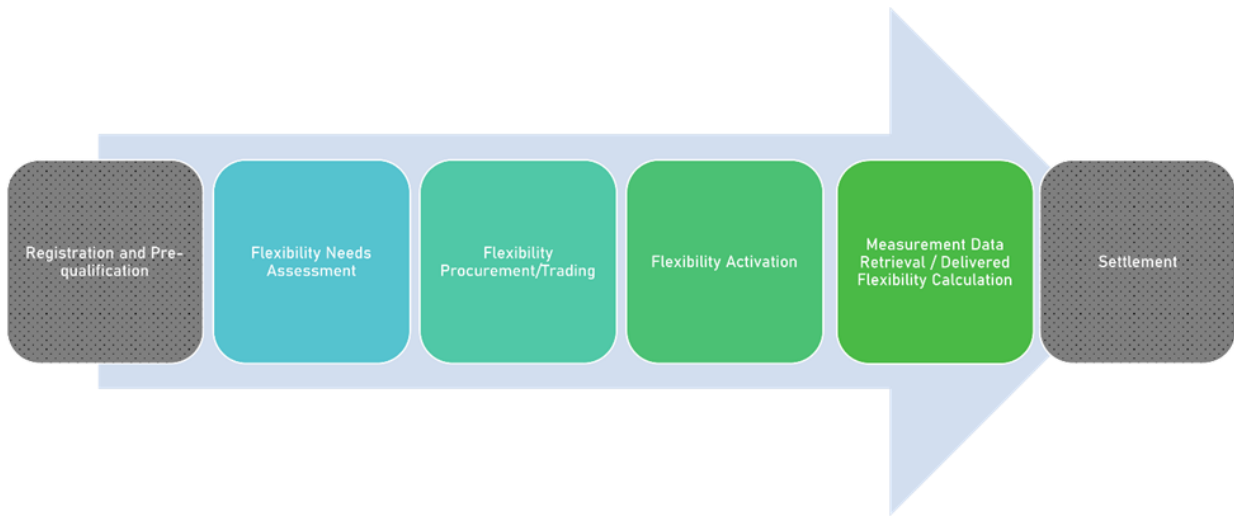 Registration and Pre-
qualification
Flexibility Needs
Assessment
Flexibility
Procurement/Trading
Flexibility Activation
Measurement Data
Retrieval / Delivered
Flexibility Calculation
Settlement